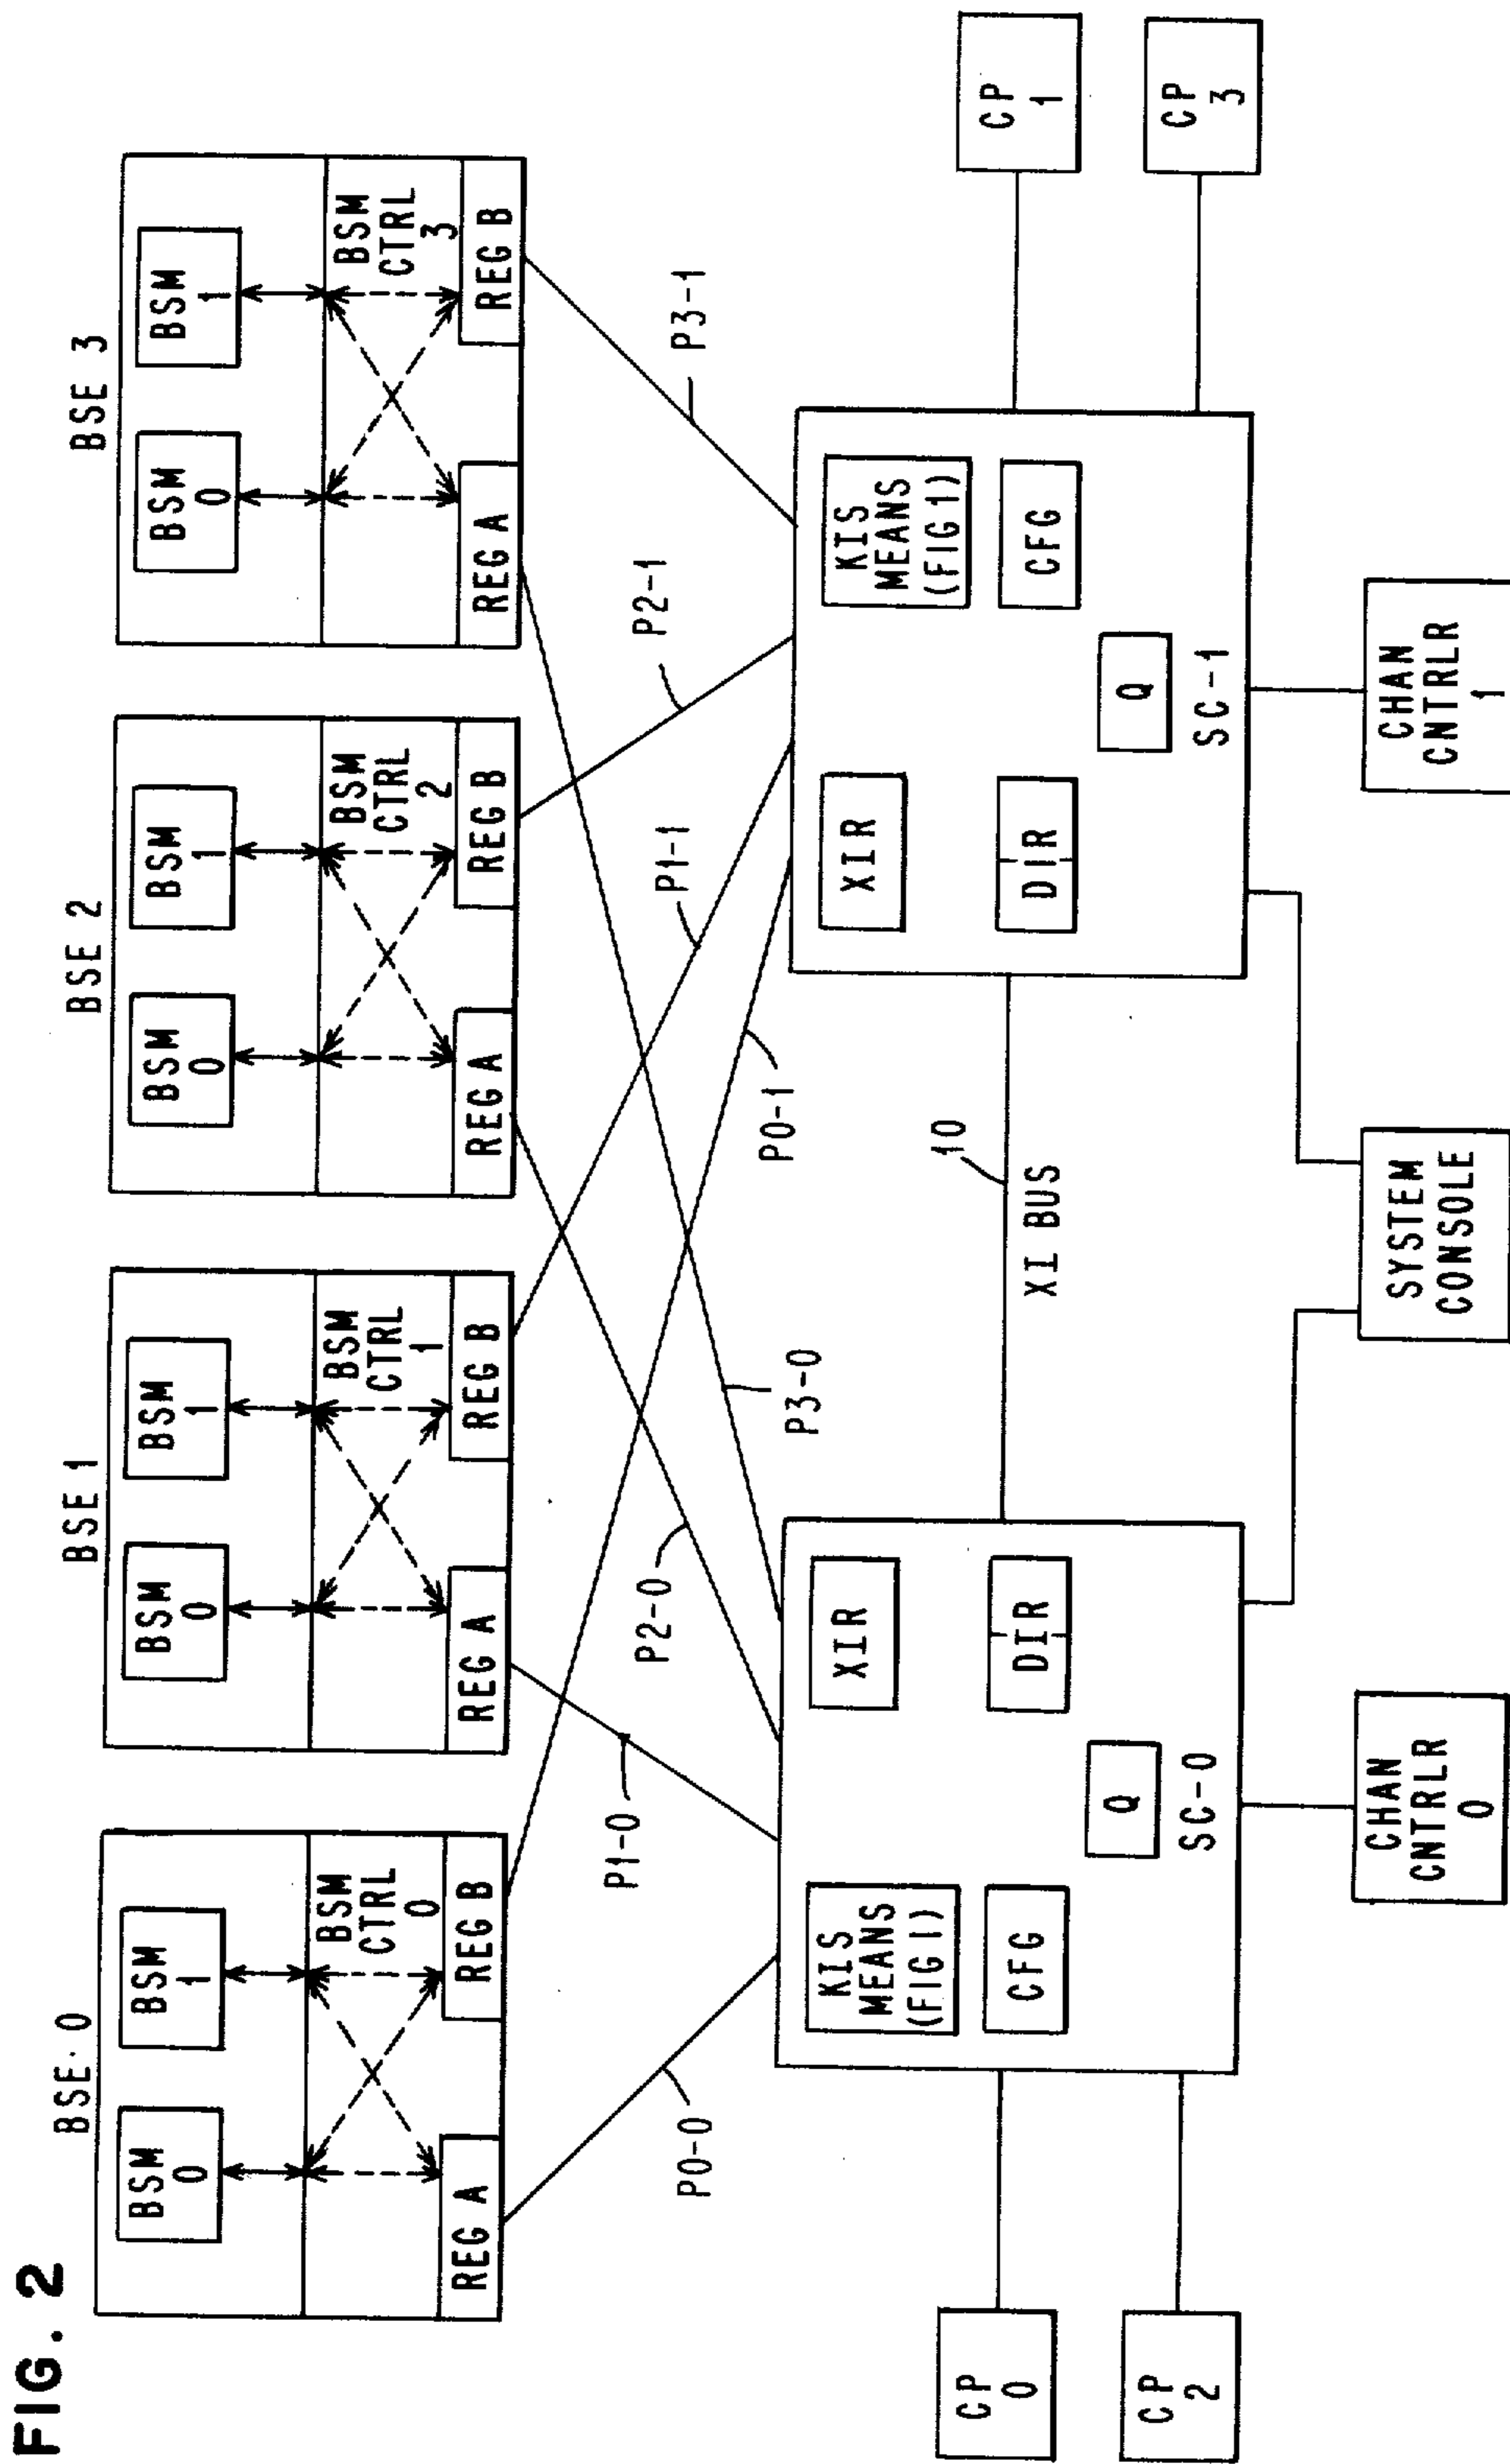 FIG. 2
BSE 0
BSM
0
BSM
1
BSM
CTRL
0
REG A
REG B
BSE 1
BSM
0
BSM
1
BSM
CTRL
1
REG A
REG B
BSE 2
BSM
0
BSM
1
BSM
CTRL
2
REG A
REG B
BSE 3
BSM
0
BSM
1
BSM
CTRL
3
REG A
REG B
P0-0
P1-0
P2-0
P3-0
P0-1
P1-1
P2-1
P3-1
CP
0
CP
2
KIS
MEANS
(FIG 1)
CFG
XIR
DIR
Q
SC-0
10
XI BUS
XIR
DIR
KIS
MEANS
(FIG 1)
CFG
Q
SC-1
CP
1
CP
3
CHAN
CNTRLR
0
SYSTEM
CONSOLE
CHAN
CNTRLR
1